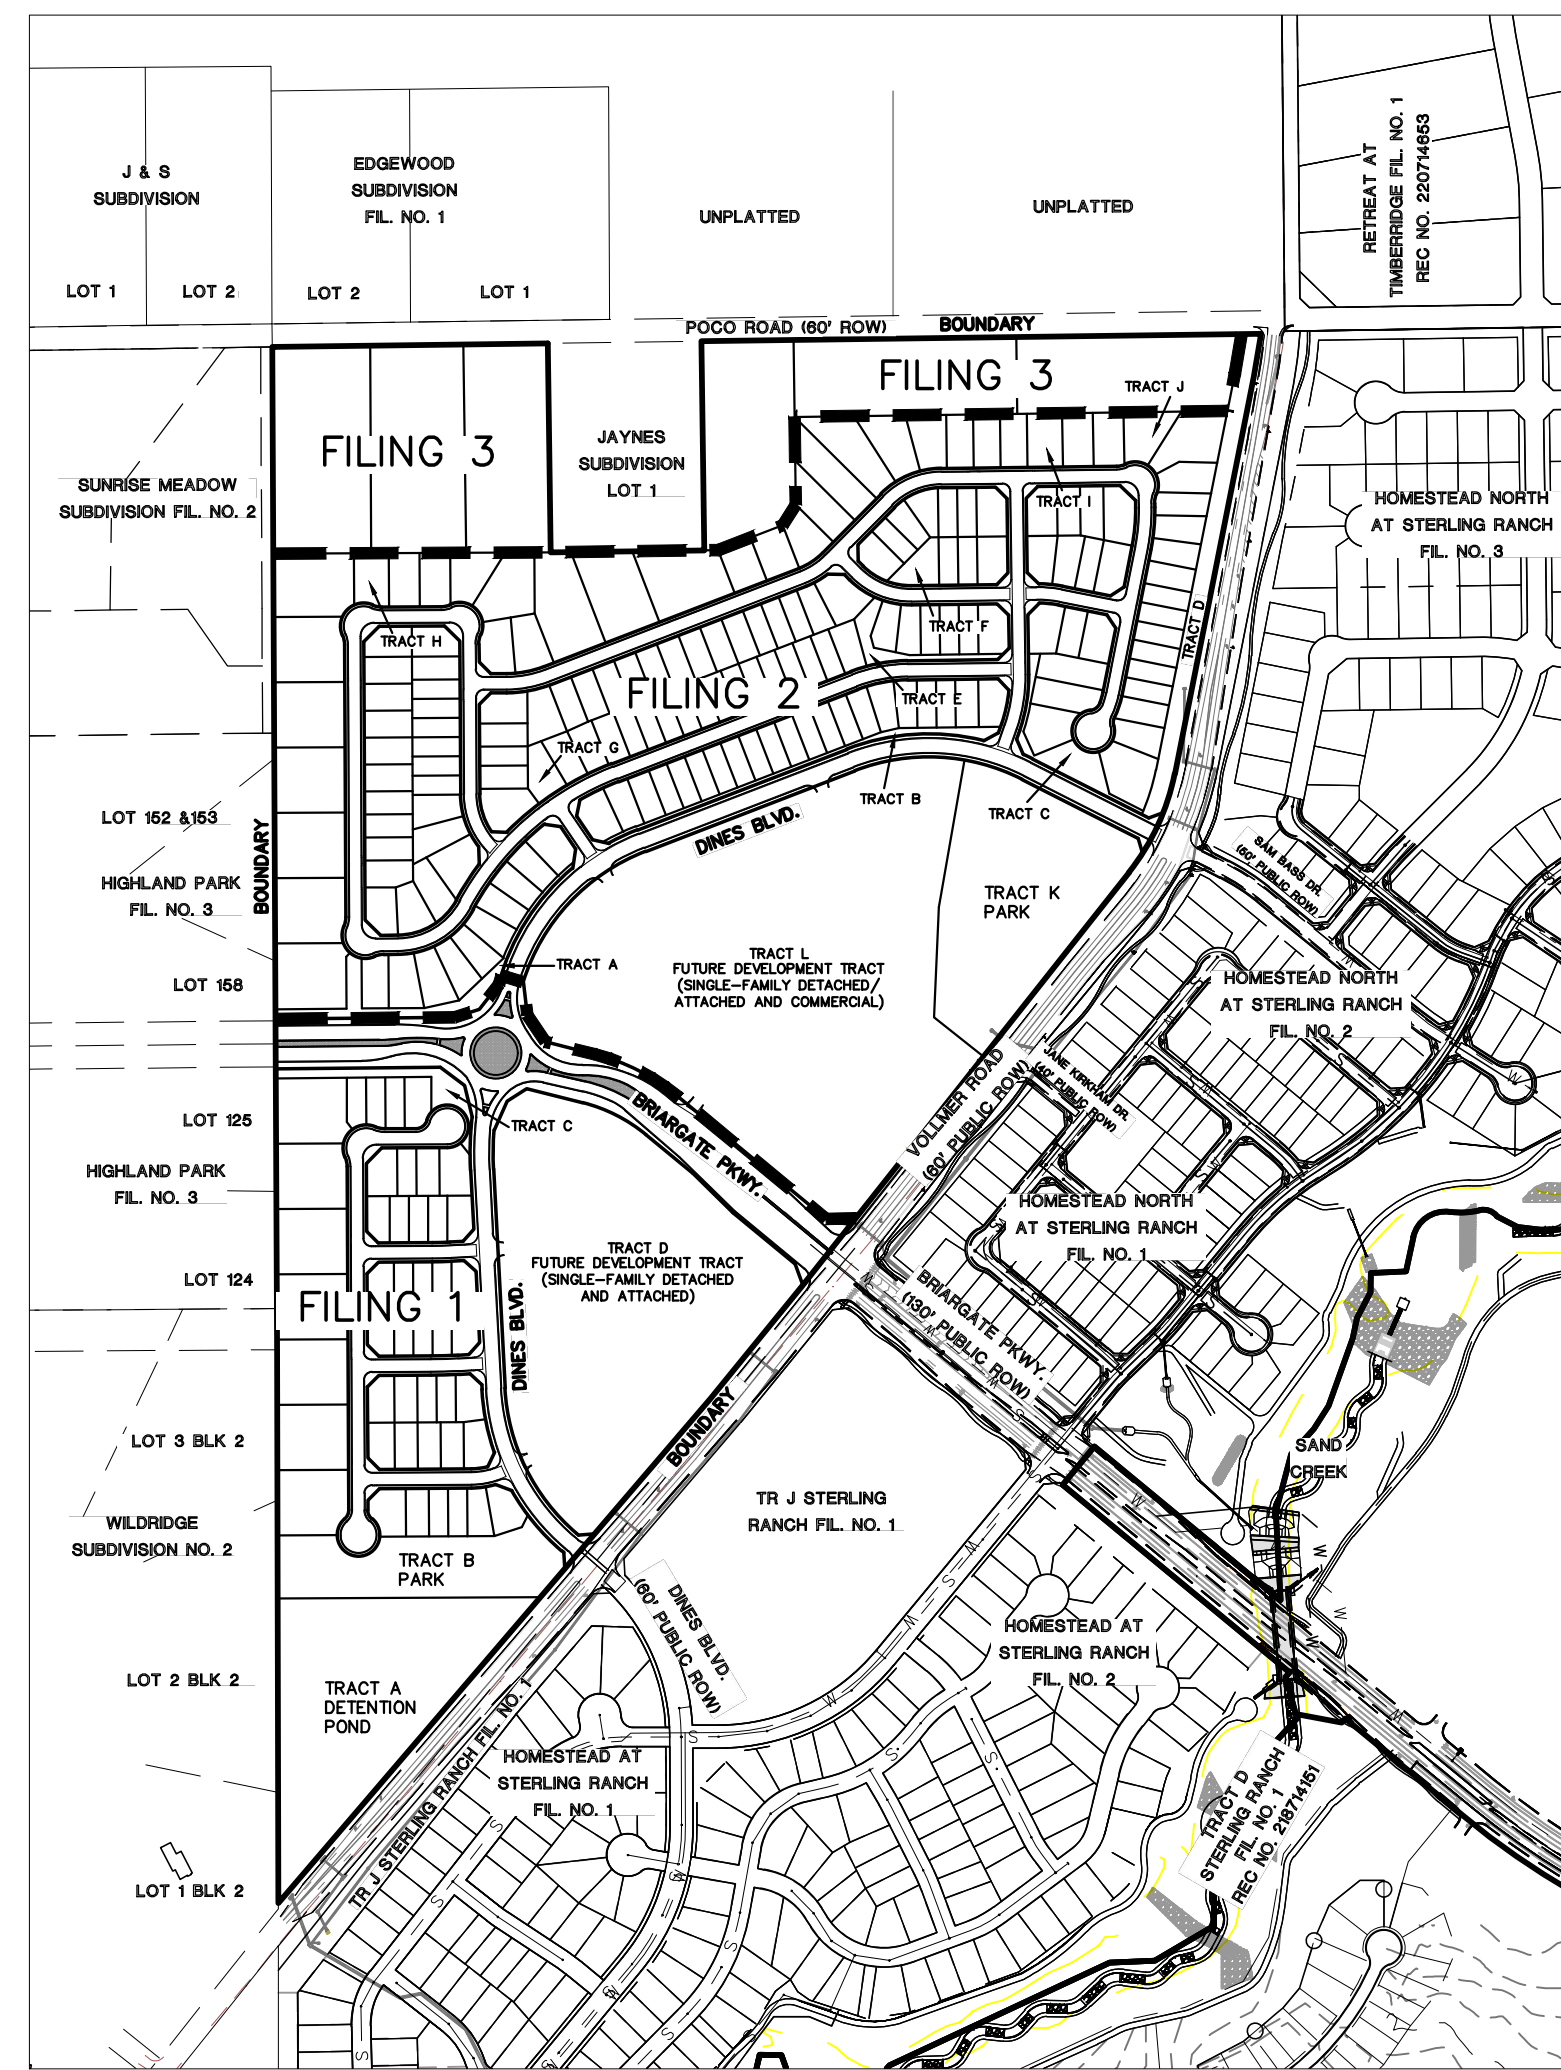 J & S
SUBDIVISION
LOT 1
LOT 2
EDGEWOOD
SUBDIVISION
FIL. NO. 1
LOT 2
LOT 1
UNPLATTED
UNPLATTED
RETREAT AT
TIMBERRIDGE FIL. NO. 1
REC NO. 220714653
POCO ROAD (60' ROW)
BOUNDARY
FILING 3
TRACT J
FILING 3
JAYNES
SUBDIVISION
LOT 1
SUNRISE MEADOW
SUBDIVISION FIL. NO. 2
TRACT I
HOMESTEAD NORTH
AT STERLING RANCH
FIL. NO. 3
TRACT H
TRACT F
TRACT D
FILING 2
TRACT E
TRACT G
TRACT B
TRACT C
DINES BLVD.
LOT 152 &153
BOUNDARY
HIGHLAND PARK
FIL. NO. 3
SAM BASS DR.
(50' PUBLIC ROW)
TRACT K
PARK
TRACT L
FUTURE DEVELOPMENT TRACT
(SINGLE-FAMILY DETACHED/
ATTACHED AND COMMERCIAL)
TRACT A
LOT 158
HOMESTEAD NORTH
AT STERLING RANCH
FIL. NO. 2
JANE KIRKHAM DR.
(40' PUBLIC ROW)
VOLLMER ROAD
(60' PUBLIC ROW)
W
LOT 125
TRACT C
BRIARGATE PKWY.
HIGHLAND PARK
FIL. NO. 3
S
HOMESTEAD NORTH
AT STERLING RANCH
FIL. NO. 1
LOT 124
TRACT D
FUTURE DEVELOPMENT TRACT
(SINGLE-FAMILY DETACHED
AND ATTACHED)
FILING 1
DINES BLVD.
BRIARGATE PKWY.
(130' PUBLIC ROW)
W
W
S
BOUNDARY
LOT 3 BLK 2
SAND
CREEK
TR J STERLING
RANCH FIL. NO. 1
W
WILDRIDGE
SUBDIVISION NO. 2
TRACT B
PARK
W
S
W
W
W
W
DINES BLVD.
(60' PUBLIC ROW)
HOMESTEAD AT
STERLING RANCH
FIL. NO. 2
LOT 2 BLK 2
TRACT A
DETENTION
POND
TR J STERLING RANCH FIL. NO. 1
W
S
S
S
W
HOMESTEAD AT
STERLING RANCH
FIL. NO. 1
TRACT D
STERLING RANCH
FIL. NO. 1
REC NO. 218714151
S
W
S
LOT 1 BLK 2
S
S
W
S
W